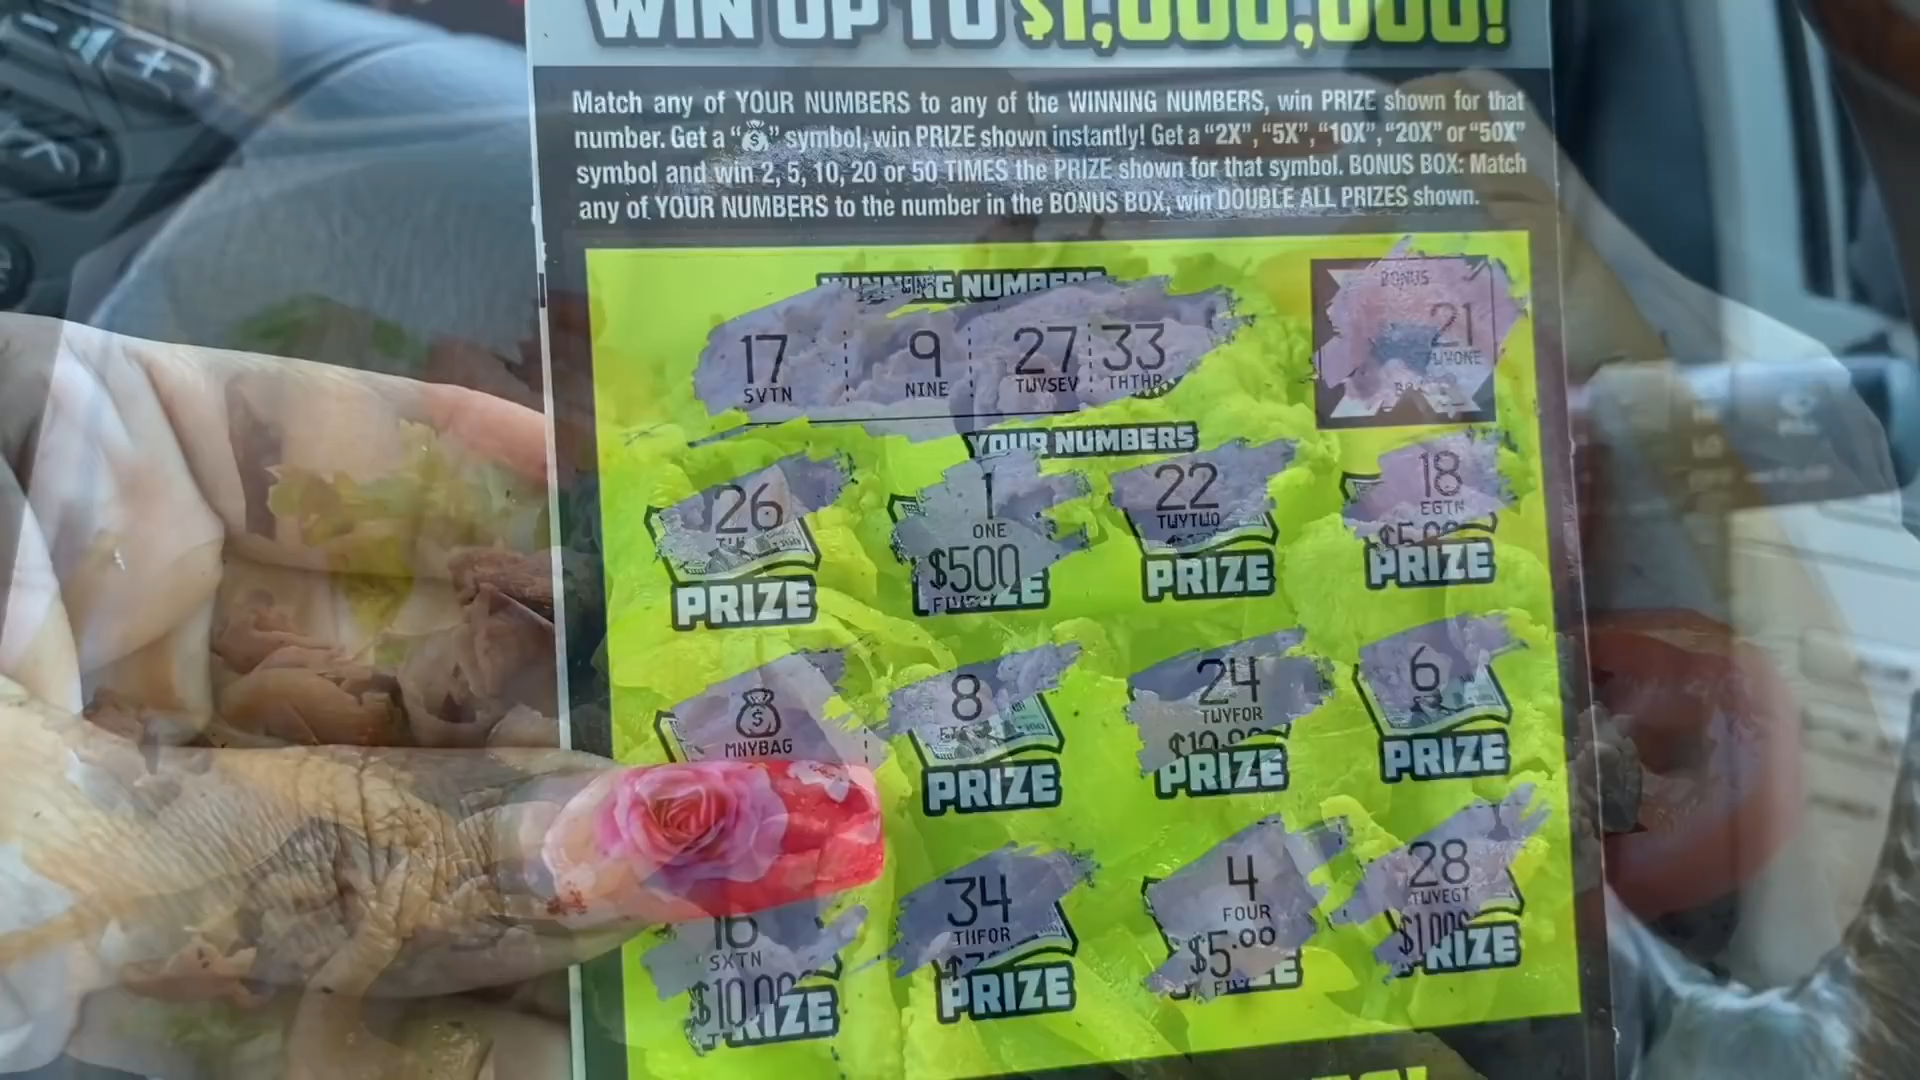 WIN UP TO $1,000,000!
Match any of YOUR NUMBERS to any of the WINNING NUMBERS, win PRIZE shown for that
number. Get a "💰" symbol, win PRIZE shown instantly! Get a "2X", "5X", "10X", "20X" or "50X"
symbol and win 2, 5, 10, 20 or 50 TIMES the PRIZE shown for that symbol. BONUS BOX: Match
any of YOUR NUMBERS to the number in the BONUS BOX, win DOUBLE ALL PRIZES shown.
WINNING NUMBERS
BONUS
17 9 27 33 21
SVTN NINE TWYSEV THTHR
YOUR NUMBERS
26 1 22 18
ONE TWYTWO EGTN
$500
PRIZE PRIZE PRIZE
8 24 6
MNYBAG TWYFOR
PRIZE PRIZE PRIZE
16 34 4 28
SXTN FOUR TWYEGT
$5.00
PRIZE